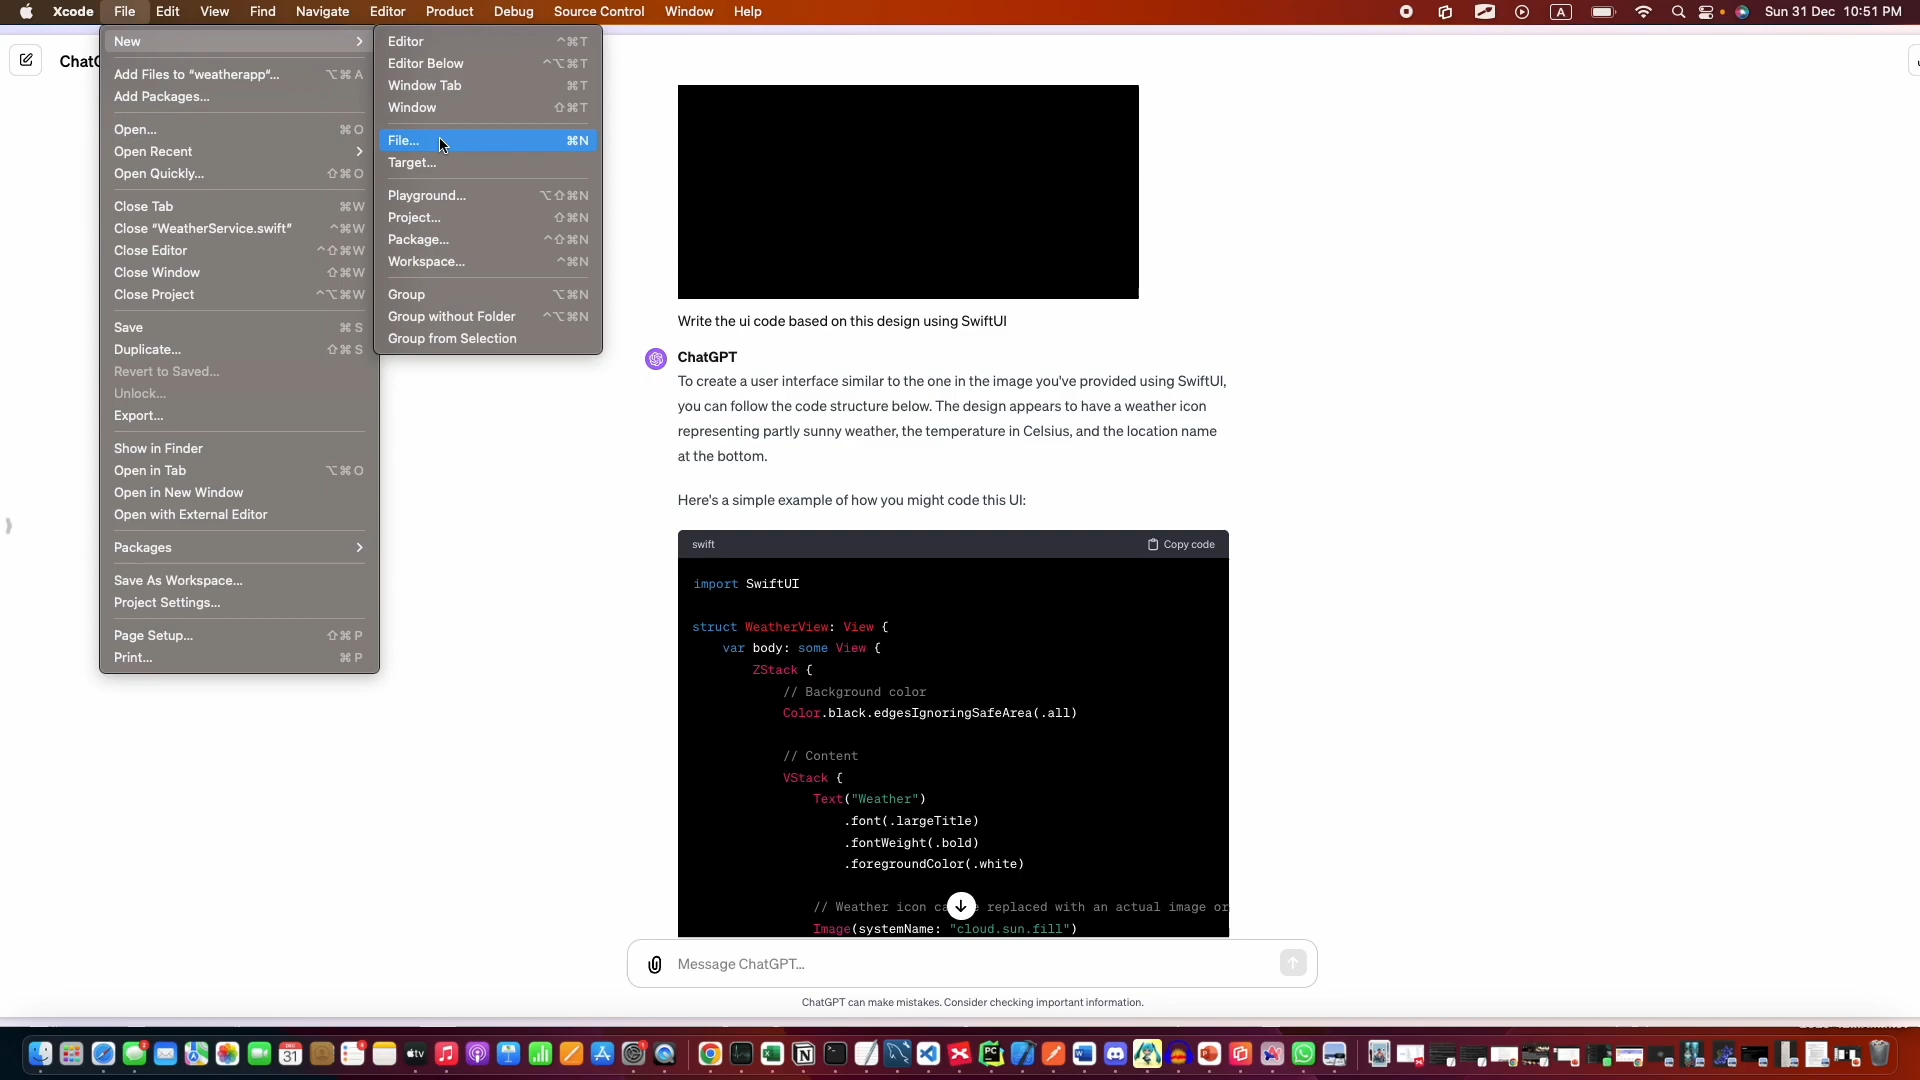 Xcode File Edit View Find Navigate Editor Product Debug Source Control Window Help
A Sun 31 Dec 10:51 PM
New
Add Files to "weatherapp"... ⌥⌘A
Add Packages...
Open... ⌘O
Open Recent
Open Quickly... ⇧⌘O
Close Tab ⌘W
Close "WeatherService.swift" ^⌘W
Close Editor ^⇧⌘W
Close Window ⇧⌘W
Close Project ^⌥⌘W
Save ⌘S
Duplicate... ⇧⌘S
Revert to Saved...
Unlock...
Export...
Show in Finder
Open in Tab ⌥⌘O
Open in New Window
Open with External Editor
Packages
Save As Workspace...
Project Settings...
Page Setup... ⇧⌘P
Print... ⌘P
Editor ^⌘T
Editor Below ^⌥⌘T
Window Tab ⌘T
Window ⇧⌘T
File... ⌘N
Target...
Playground... ⌥⇧⌘N
Project... ⇧⌘N
Package... ^⇧⌘N
Workspace... ^⌘N
Group ⌥⌘N
Group without Folder ^⌥⌘N
Group from Selection
Write the ui code based on this design using SwiftUI
ChatGPT
To create a user interface similar to the one in the image you've provided using SwiftUI,
you can follow the code structure below. The design appears to have a weather icon
representing partly sunny weather, the temperature in Celsius, and the location name
at the bottom.
Here's a simple example of how you might code this UI:
swift Copy code
import SwiftUI
struct WeatherView: View {
var body: some View {
ZStack {
// Background color
Color.black.edgesIgnoringSafeArea(.all)
// Content
VStack {
Text("Weather")
.font(.largeTitle)
.fontWeight(.bold)
.foregroundColor(.white)
// Weather icon replaced with an actual image or
Image(systemName: "cloud.sun.fill")
Message ChatGPT...
ChatGPT can make mistakes. Consider checking important information.